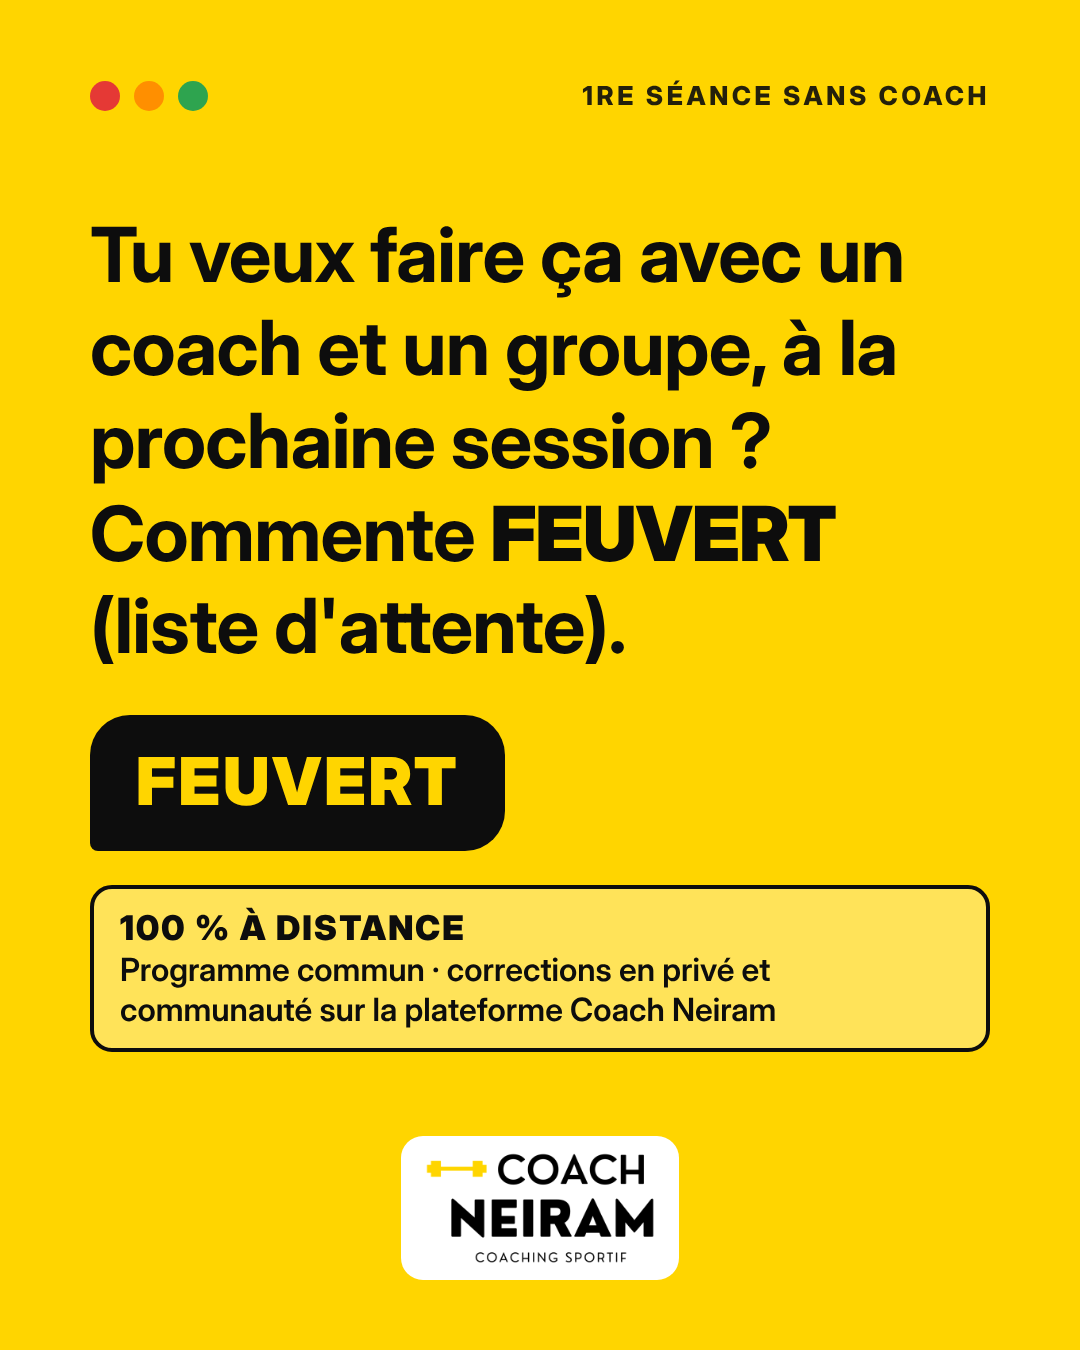 1RE SÉANCE SANS COACH
Tu veux faire ça avec un
coach et un groupe, à la
prochaine session ?
Commente FEUVERT
(liste d'attente).
FEUVERT
100 % À DISTANCE
Programme commun · corrections en privé et
communauté sur la plateforme Coach Neiram
COACH
NEIRAM
COACHING SPORTIF